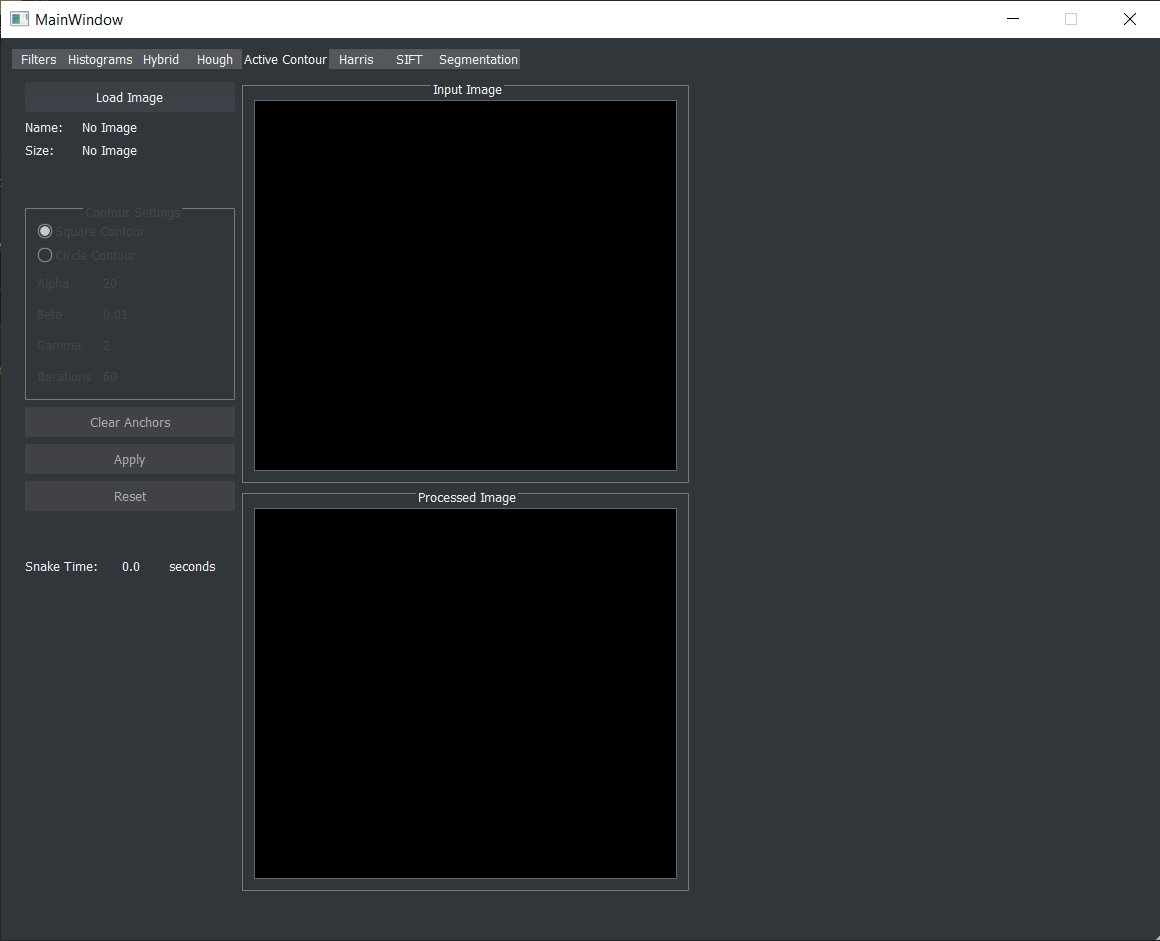 MainWindow
Filters Histograms Hybrid Hough Active Contour Harris SIFT Segmentation
Load Image
Name: No Image
Size: No Image
Contour Settings
Square Contour
Circle Contour
Alpha 20
Beta 0.01
Gamma 2
Iterations 60
Clear Anchors
Apply
Reset
Snake Time: 0.0 seconds
Input Image
Processed Image